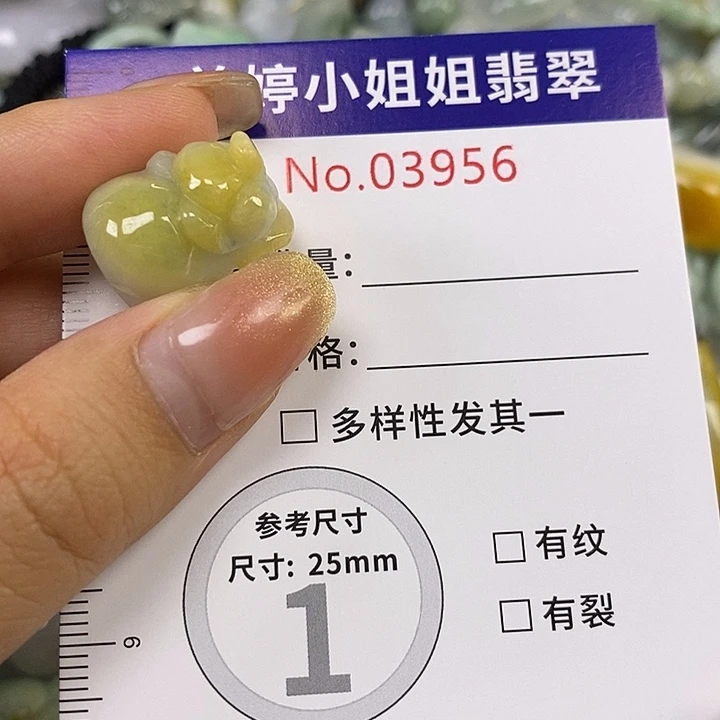 婷小姐姐翡翠
No.03956
量：
格：
多样性发其一
参考尺寸
尺寸：25mm
1
有纹
有裂
6